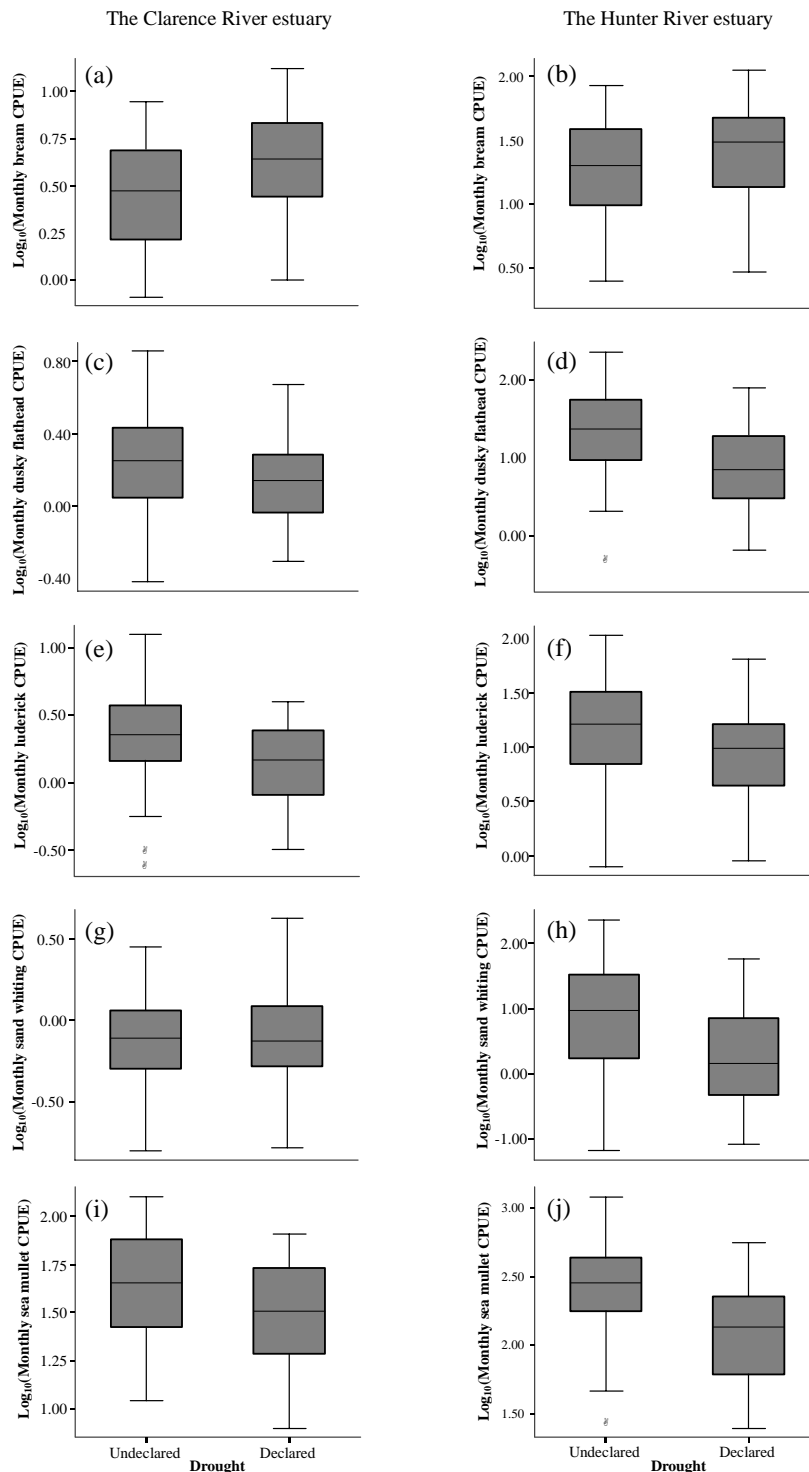 The Clarence River estuary
The Hunter River estuary
(a)
Log10(Monthly bream CPUE)
1.00
0.75
0.50
0.25
0.00
(b)
Log10(Monthly bream CPUE)
2.00
1.50
1.00
0.50
(c)
Log10(Monthly dusky flathead CPUE)
0.80
0.40
0.00
-0.40
(d)
Log10(Monthly dusky flathead CPUE)
2.00
1.00
0.00
(e)
Log10(Monthly luderick CPUE)
1.00
0.50
0.00
-0.50
(f)
Log10(Monthly luderick CPUE)
2.00
1.50
1.00
0.50
0.00
(g)
Log10(Monthly sand whiting CPUE)
0.50
0.00
-0.50
(h)
Log10(Monthly sand whiting CPUE)
2.00
1.00
0.00
-1.00
(i)
Log10(Monthly sea mullet CPUE)
2.00
1.75
1.50
1.25
1.00
Undeclared
Declared
Drought
(j)
Log10(Monthly sea mullet CPUE)
3.00
2.50
2.00
1.50
Undeclared
Declared
Drought